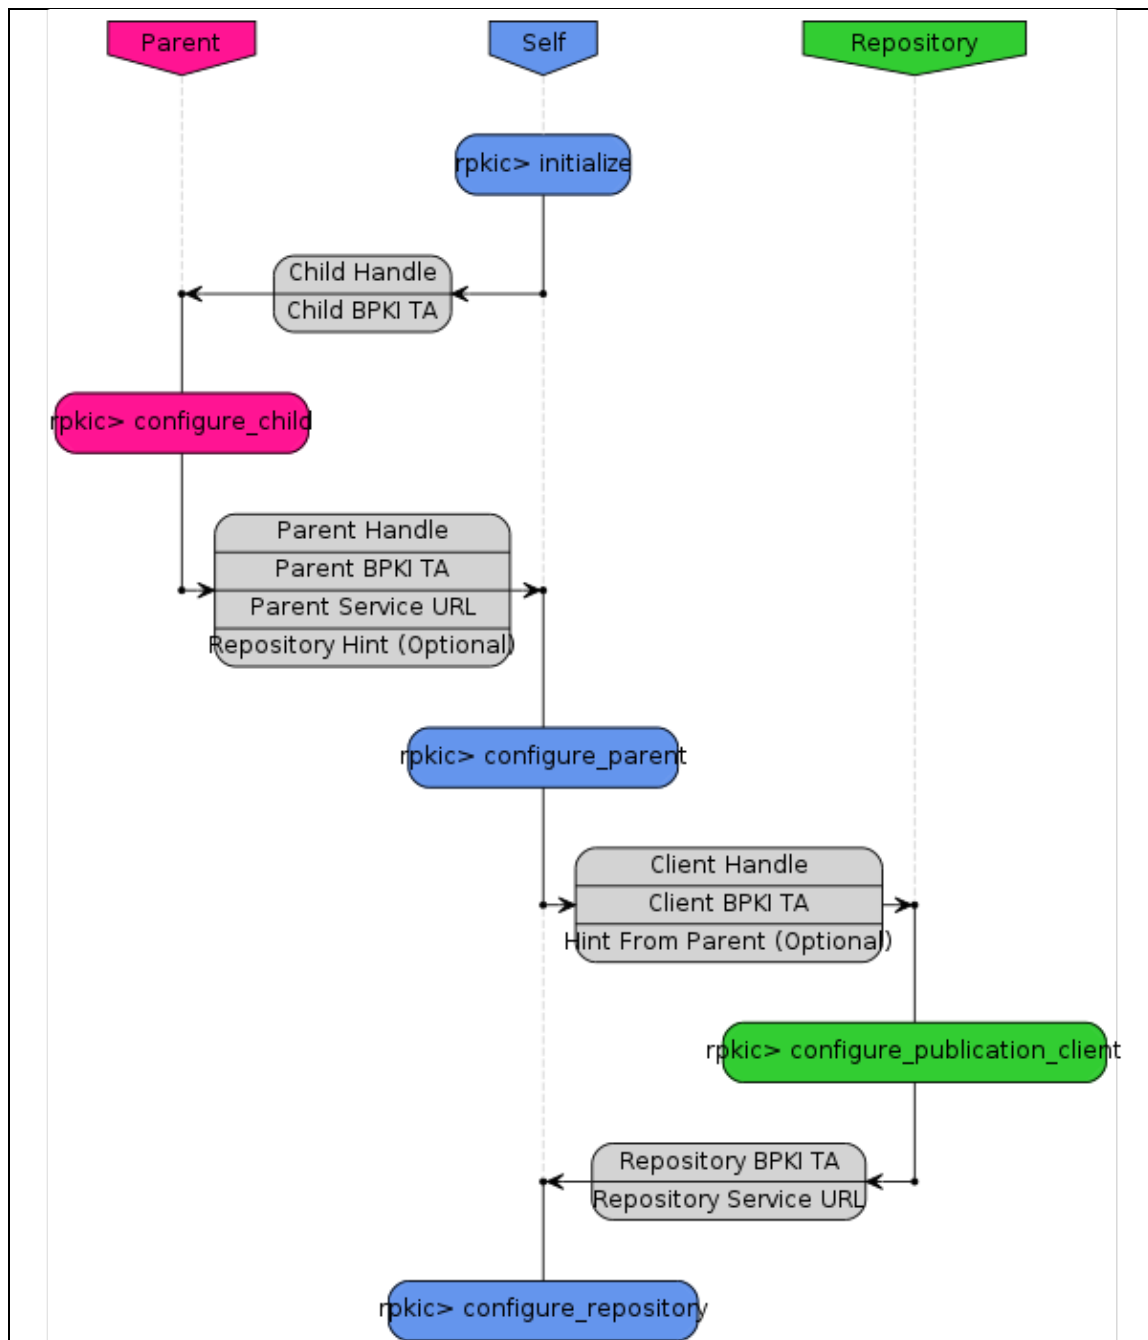 Parent
Self
Repository
rpkic> initialize
Child Handle
Child BPKI TA
rpkic> configure_child
Parent Handle
Parent BPKI TA
Parent Service URL
Repository Hint (Optional)
rpkic> configure_parent
Client Handle
Client BPKI TA
Hint From Parent (Optional)
rpkic> configure_publication_client
Repository BPKI TA
Repository Service URL
rpkic> configure_repository